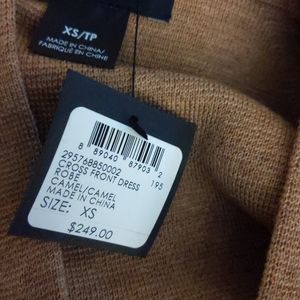 XS/TP
MADE IN CHINA/
FABRIQUÉ EN CHINE
8 89040 87903 2
195
295768850002
CROSS FRONT DRESS
ROBE
CAMEL/CAMEL
MADE IN CHINA
SIZE: XS
$249.00